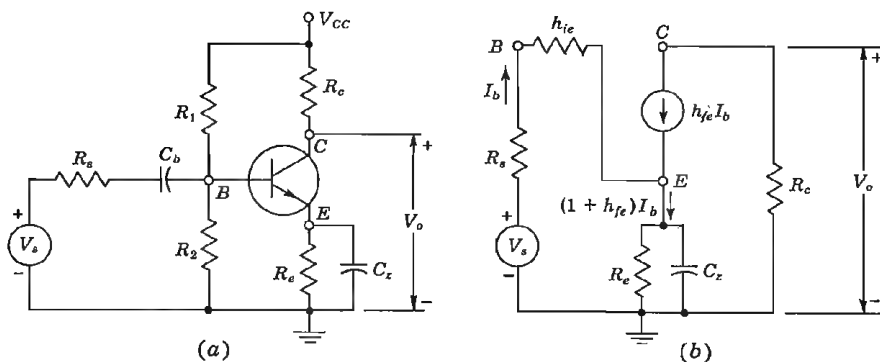 V_CC
R_c
R_1
C
R_s
C_b
B
E
V_s
+
−
R_2
R_e
C_z
V_o
+
−
(a)
B
h_ie
C
I_b
h_fe I_b
R_s
E
(1 + h_fe)I_b
R_c
V_s
+
−
R_e
C_z
V_o
+
−
(b)